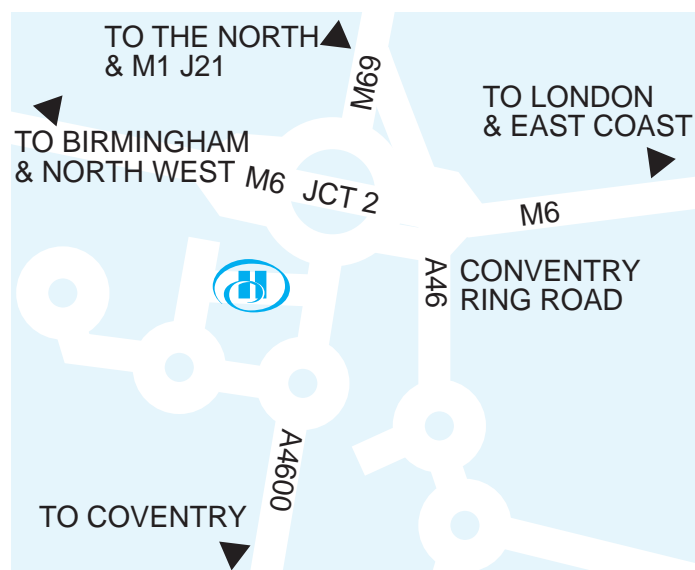 TO THE NORTH
& M1 J21
M69
TO LONDON
& EAST COAST
TO BIRMINGHAM
& NORTH WEST
M6 JCT 2
M6
A46
CONVENTRY
RING ROAD
A4600
TO COVENTRY